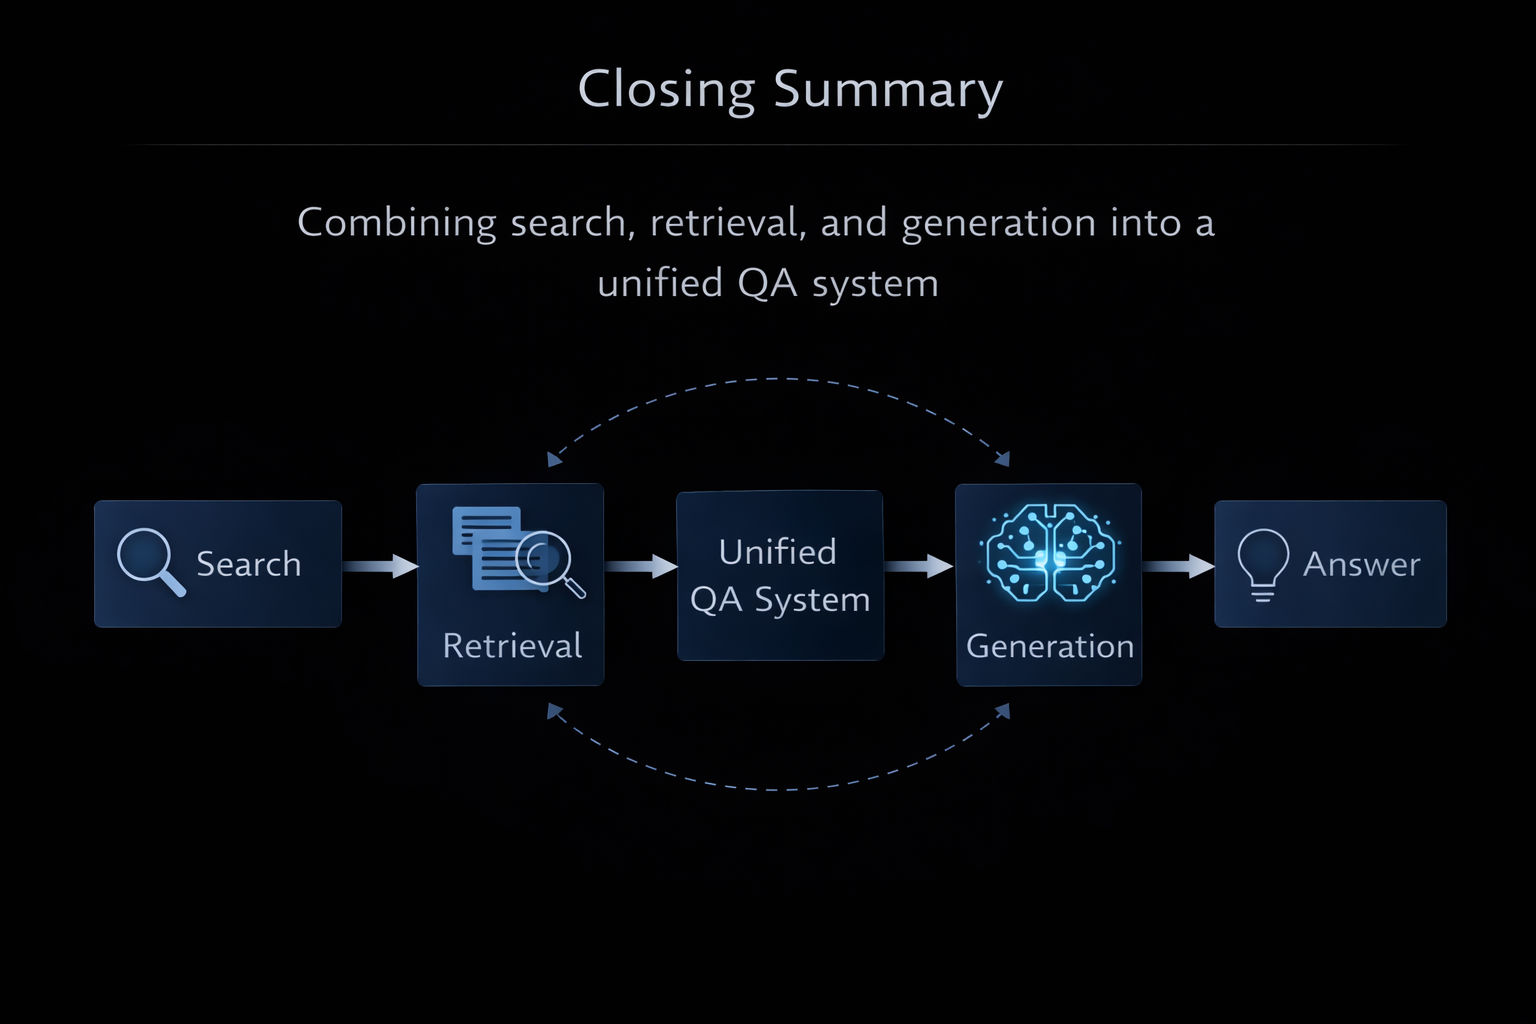 Closing Summary
Combining search, retrieval, and generation into a
unified QA system
Search
Retrieval
Unified
QA System
Generation
Answer